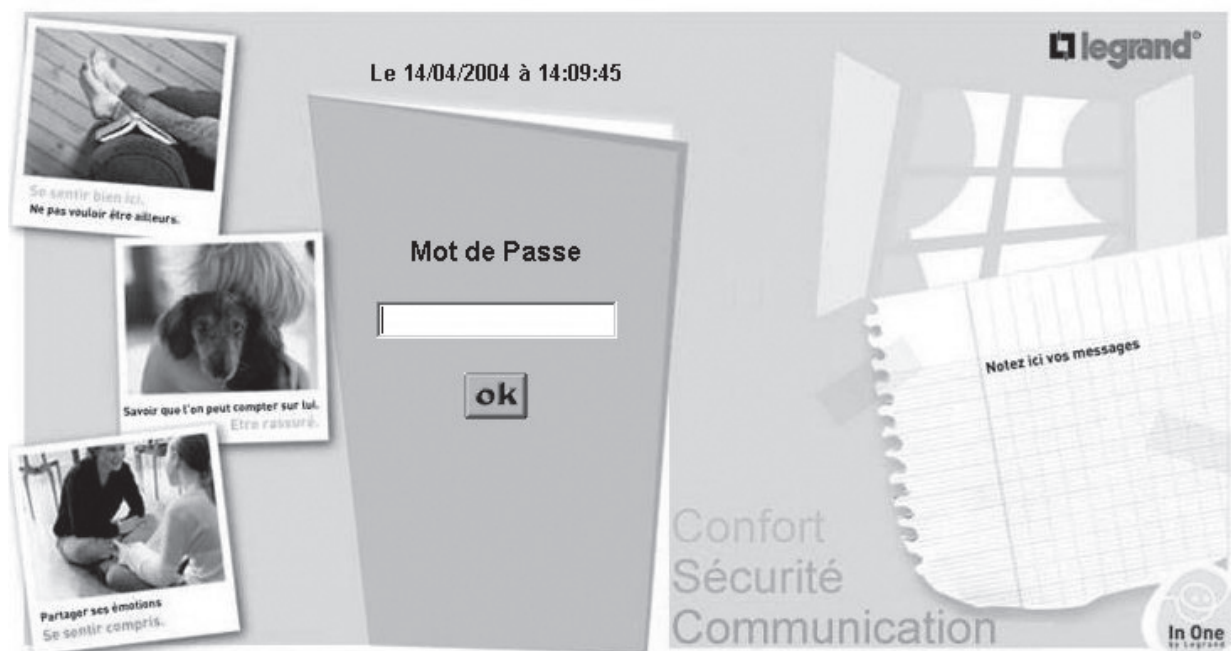 legrand®
Le 14/04/2004 à 14:09:45
Se sentir bien ici.
Ne pas vouloir être ailleurs.
Mot de Passe
ok
Savoir que l'on peut compter sur lui.
Etre rassuré.
Notez ici vos messages
Partager ses émotions
Se sentir compris.
Confort
Sécurité
Communication
In One
by Legrand